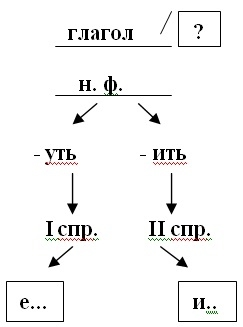 глагол ?
н. ф.
- уть - ить
I спр. II спр.
е... и..